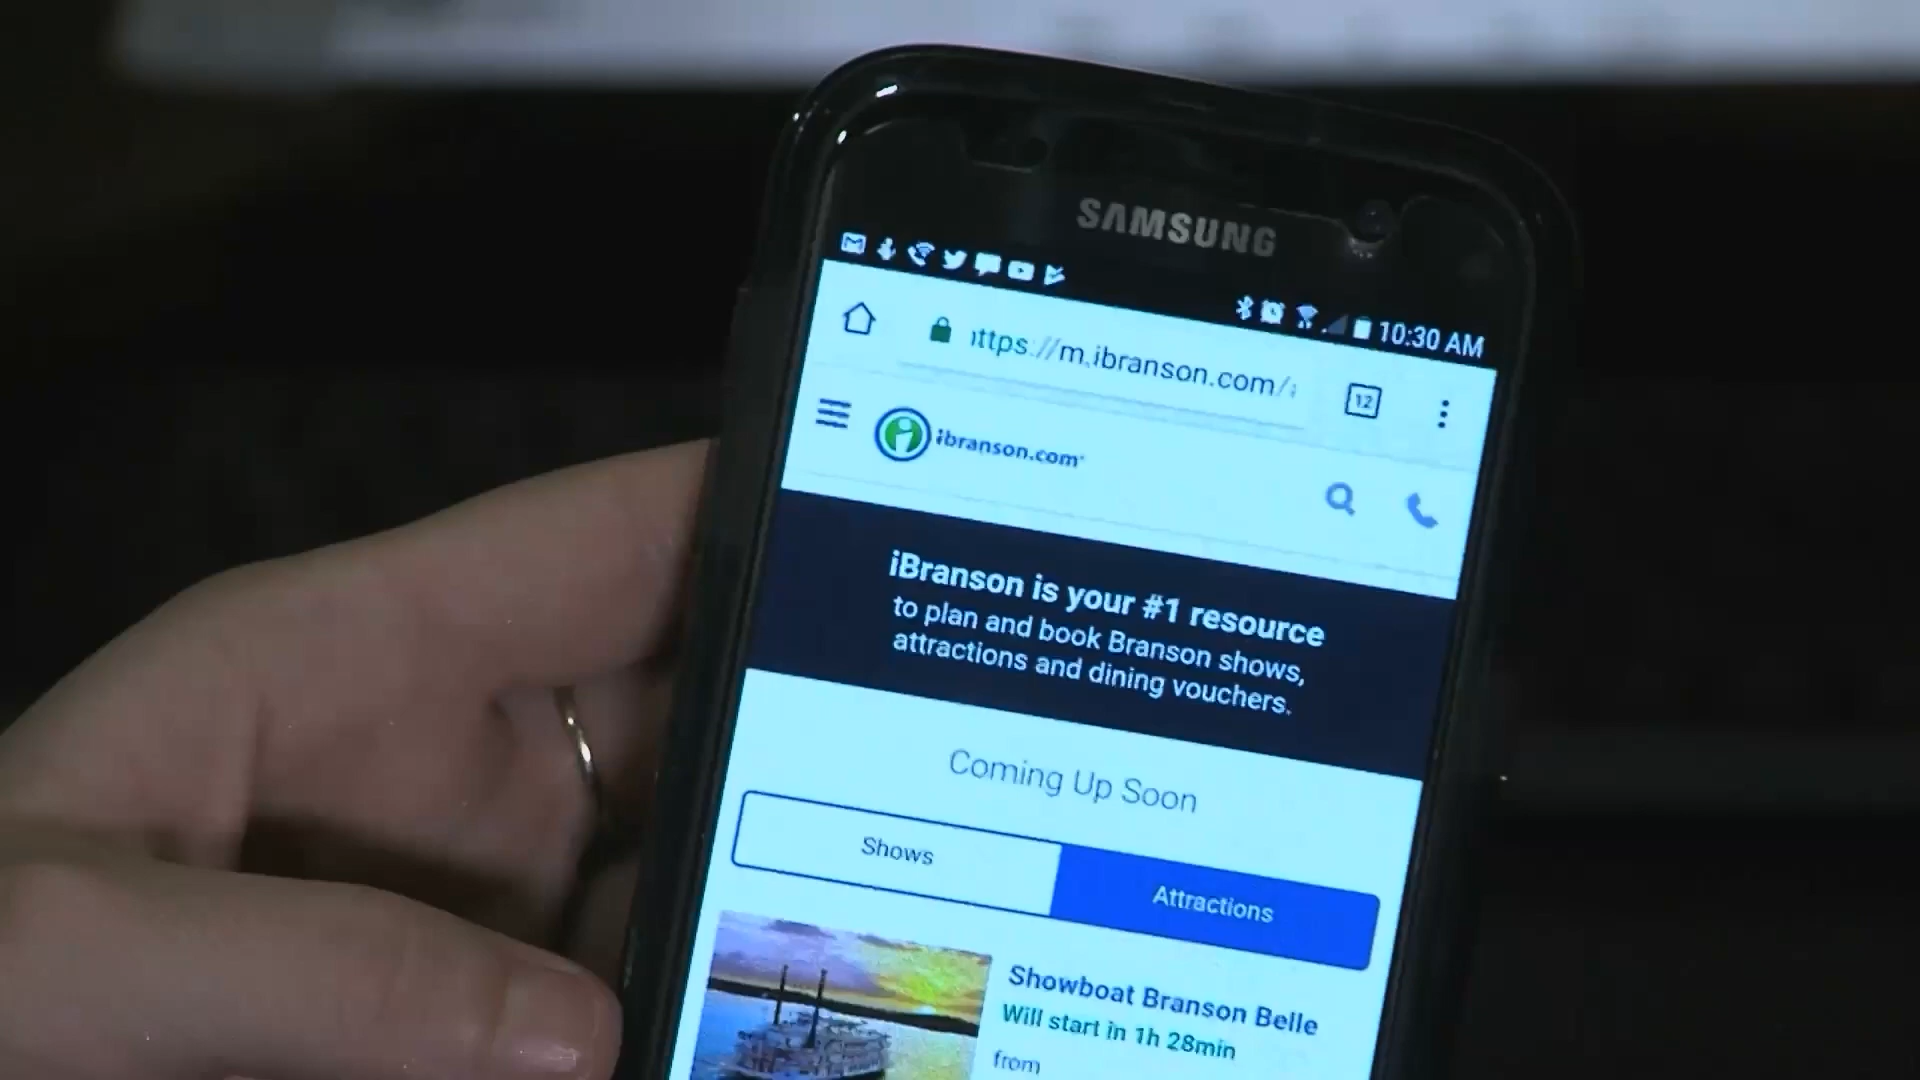 SAMSUNG
10:30 AM
ttps://m.ibranson.com/
12
ibranson.com
iBranson is your #1 resource
to plan and book Branson shows,
attractions and dining vouchers.
Coming Up Soon
Shows
Attractions
Showboat Branson Belle
Will start in 1h 28min
from